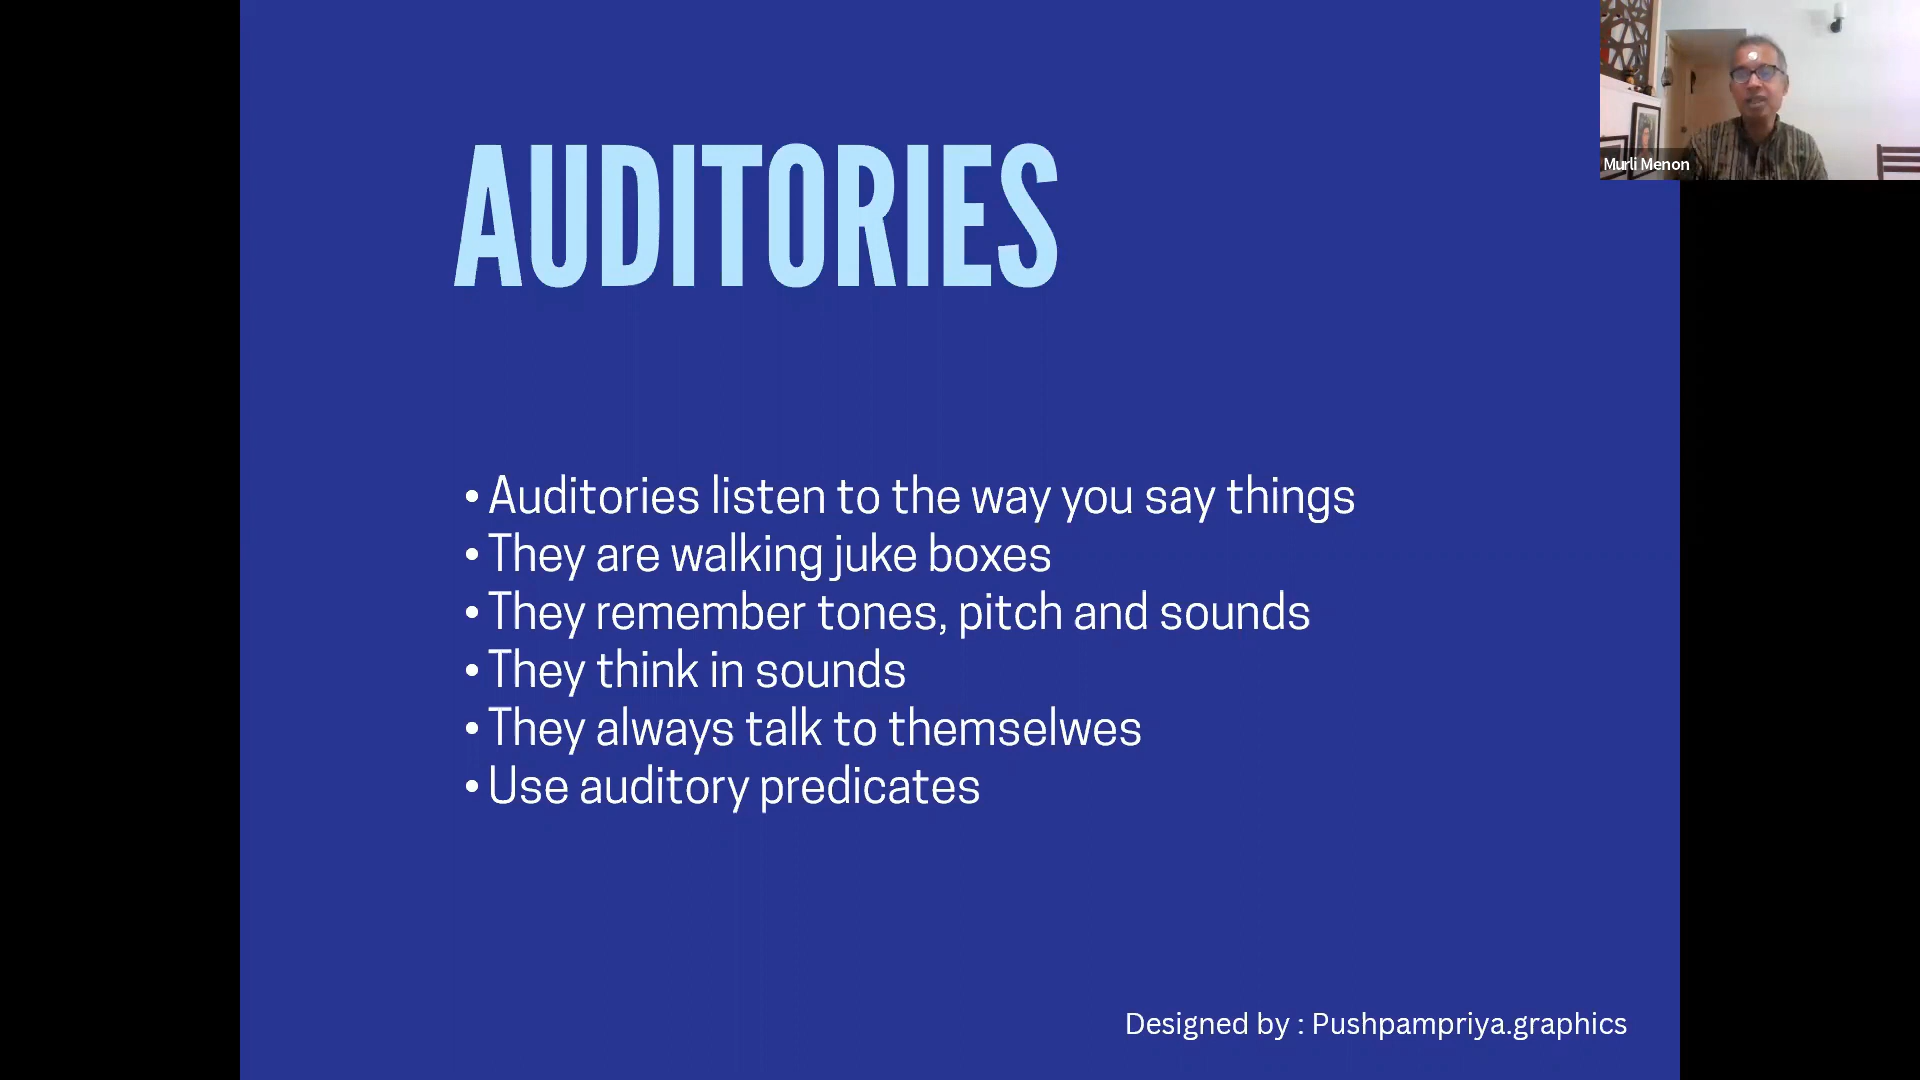 Murli Menon
AUDITORIES
• Auditories listen to the way you say things
• They are walking juke boxes
• They remember tones, pitch and sounds
• They think in sounds
• They always talk to themselwes
• Use auditory predicates
Designed by : Pushpampriya.graphics